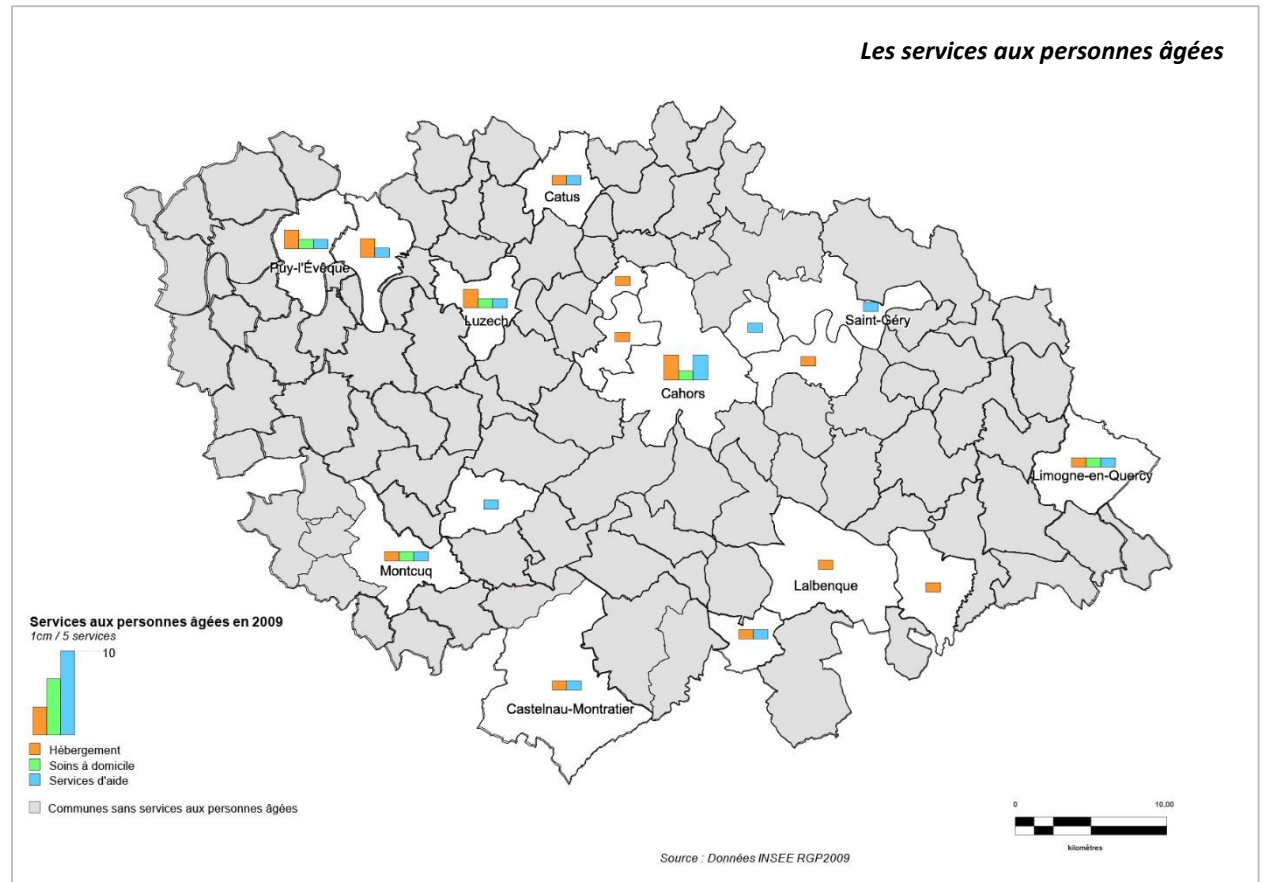 Les services aux personnes âgées
Catus
Puy-l'Évêque
Luzech
Saint-Géry
Cahors
Limogne-en-Quercy
Montcuq
Lalbenque
Castelnau-Montratier
Services aux personnes âgées en 2009
1cm / 5 services
10
Hébergement
Soins à domicile
Services d'aide
Communes sans services aux personnes âgées
0 10,00
kilomètres
Source : Données INSEE RGP2009